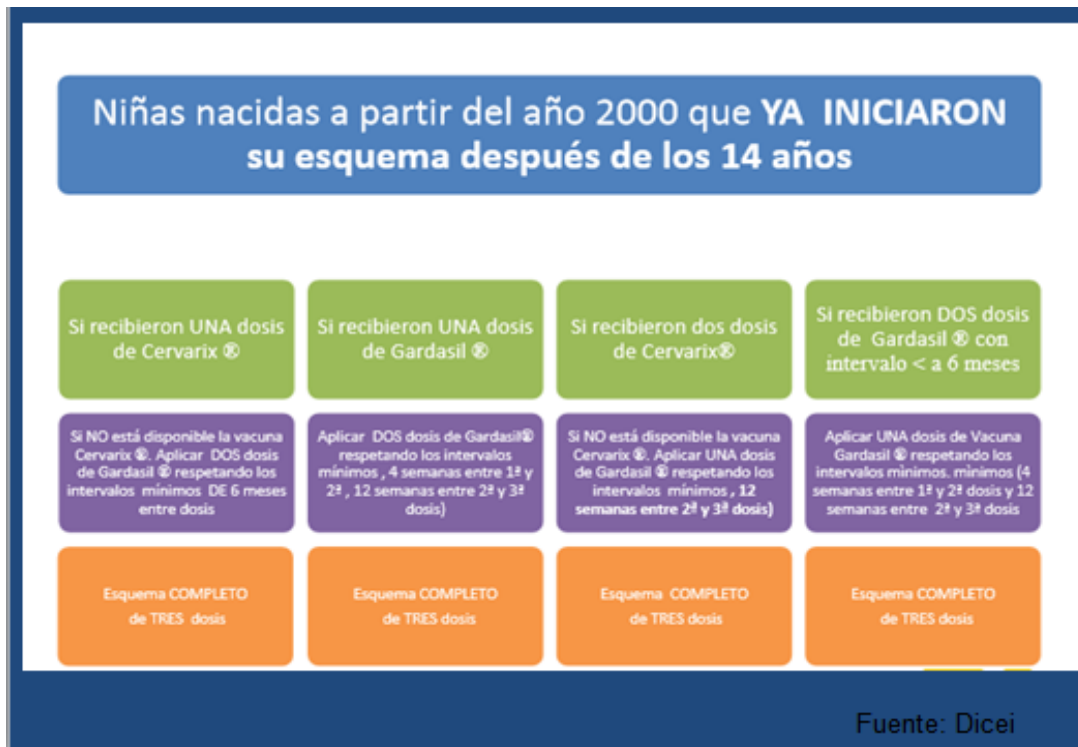 Niñas nacidas a partir del año 2000 que YA INICIARON
su esquema después de los 14 años
Si recibieron UNA dosis
de Cervarix ®
Si recibieron UNA dosis
de Gardasil ®
Si recibieron dos dosis
de Cervarix®
Si recibieron DOS dosis
de Gardasil ® con
intervalo < a 6 meses
Si NO está disponible la vacuna
Cervarix ®. Aplicar DOS dosis
de Gardasil ® respetando los
intervalos mínimos DE 6 meses
entre dosis
Aplicar DOS dosis de Gardasil®
respetando los intervalos
mínimos , 4 semanas entre 1ª y
2ª , 12 semanas entre 2ª y 3ª
dosis)
Si NO está disponible la vacuna
Cervarix ®. Aplicar UNA dosis
de Gardasil ® respetando los
intervalos mínimos , 12
semanas entre 2ª y 3ª dosis)
Aplicar UNA dosis de Vacuna
Gardasil ® respetando los
intervalos mìnimos. mìnimos (4
semanas entre 1ª y 2ª dosis y 12
semanas entre 2ª y 3ª dosis
Esquema COMPLETO
de TRES dosis
Esquema COMPLETO
de TRES dosis
Esquema COMPLETO
de TRES dosis
Esquema COMPLETO
de TRES dosis
Fuente: Dicei